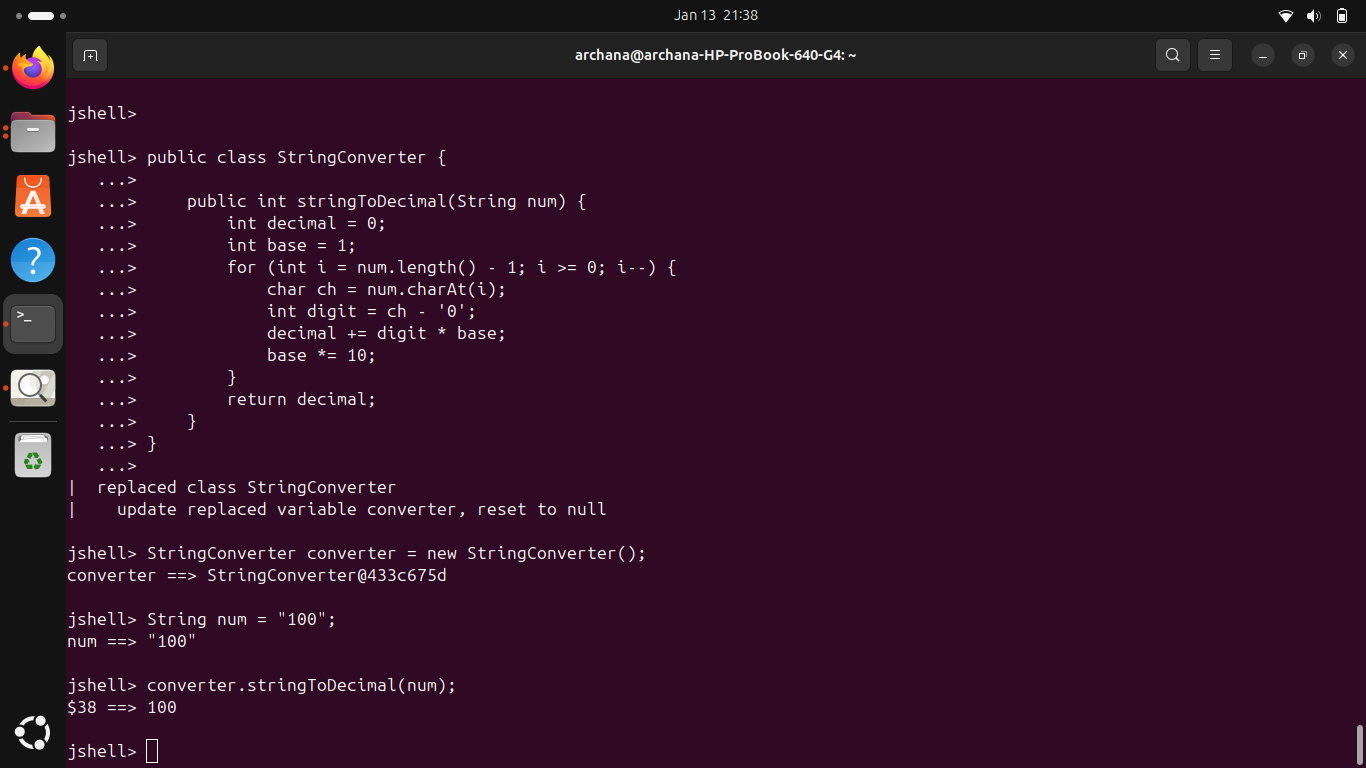 Jan 13 21:38
archana@archana-HP-ProBook-640-G4: ~
jshell>
jshell> public class StringConverter {
...>
...>     public int stringToDecimal(String num) {
...>         int decimal = 0;
...>         int base = 1;
...>         for (int i = num.length() - 1; i >= 0; i--) {
...>             char ch = num.charAt(i);
...>             int digit = ch - '0';
...>             decimal += digit * base;
...>             base *= 10;
...>         }
...>         return decimal;
...>     }
...> }
...>
|  replaced class StringConverter
|    update replaced variable converter, reset to null
jshell> StringConverter converter = new StringConverter();
converter ==> StringConverter@433c675d
jshell> String num = "100";
num ==> "100"
jshell> converter.stringToDecimal(num);
$38 ==> 100
jshell>